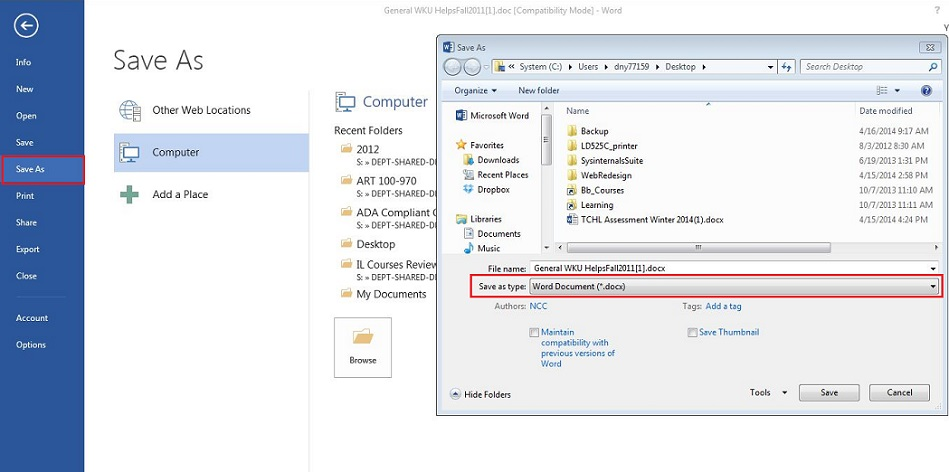 General WKU HelpsFall2011[1].doc [Compatibility Mode] - Word
?
Info
New
Open
Save
Save As
Print
Share
Export
Close
Account
Options
Save As
Other Web Locations
Computer
Add a Place
Computer
Recent Folders
2012
S: » DEPT-SHARED-DE
ART 100-970
S: » DEPT-SHARED-DE
ADA Compliant C
S: » DEPT-SHARED-DE
Desktop
IL Courses Review
S: » DEPT-SHARED-DE
My Documents
Browse
Save As
« System (C:) Users dny77159 Desktop
Search Desktop
Organize New folder
?
Microsoft Word
Favorites
Downloads
Recent Places
Dropbox
Libraries
Documents
Music
Name Date modified
Backup 4/16/2014 9:17 AM
LD525C_printer 8/3/2012 8:30 AM
SysinternalsSuite 6/19/2013 1:31 PM
WebRedesign 4/15/2014 2:58 PM
Bb_Courses 10/7/2013 11:10 AM
Learning 10/7/2013 11:11 AM
TCHL Assessment Winter 2014(1).docx 4/15/2014 4:24 PM
File name: General WKU HelpsFall2011[1].docx
Save as type: Word Document (*.docx)
Authors: NCC Tags: Add a tag
Maintain
compatibility with
previous versions of
Word
Save Thumbnail
Hide Folders Tools Save Cancel